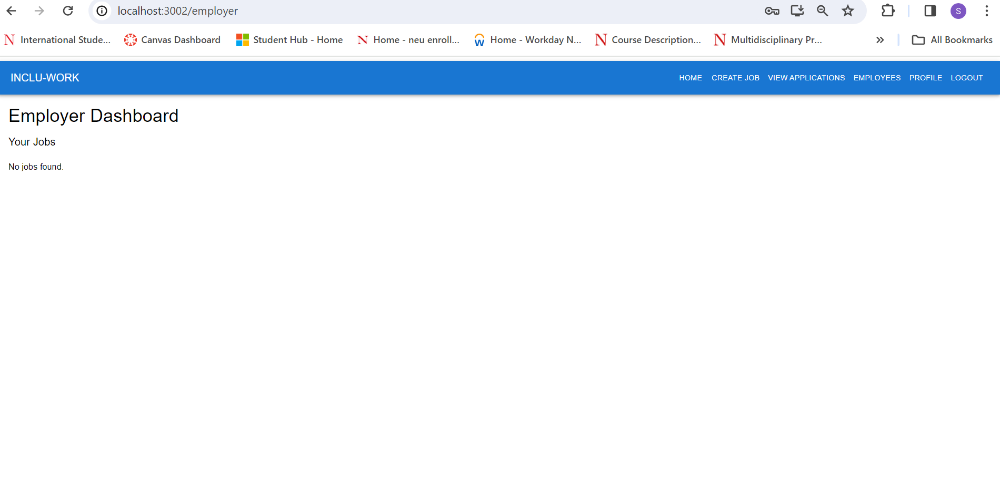 localhost:3002/employer
S
International Stude... Canvas Dashboard Student Hub - Home Home - neu enroll... Home - Workday N... Course Description... Multidisciplinary Pr... » All Bookmarks
INCLU-WORK HOME CREATE JOB VIEW APPLICATIONS EMPLOYEES PROFILE LOGOUT
Employer Dashboard
Your Jobs
No jobs found.